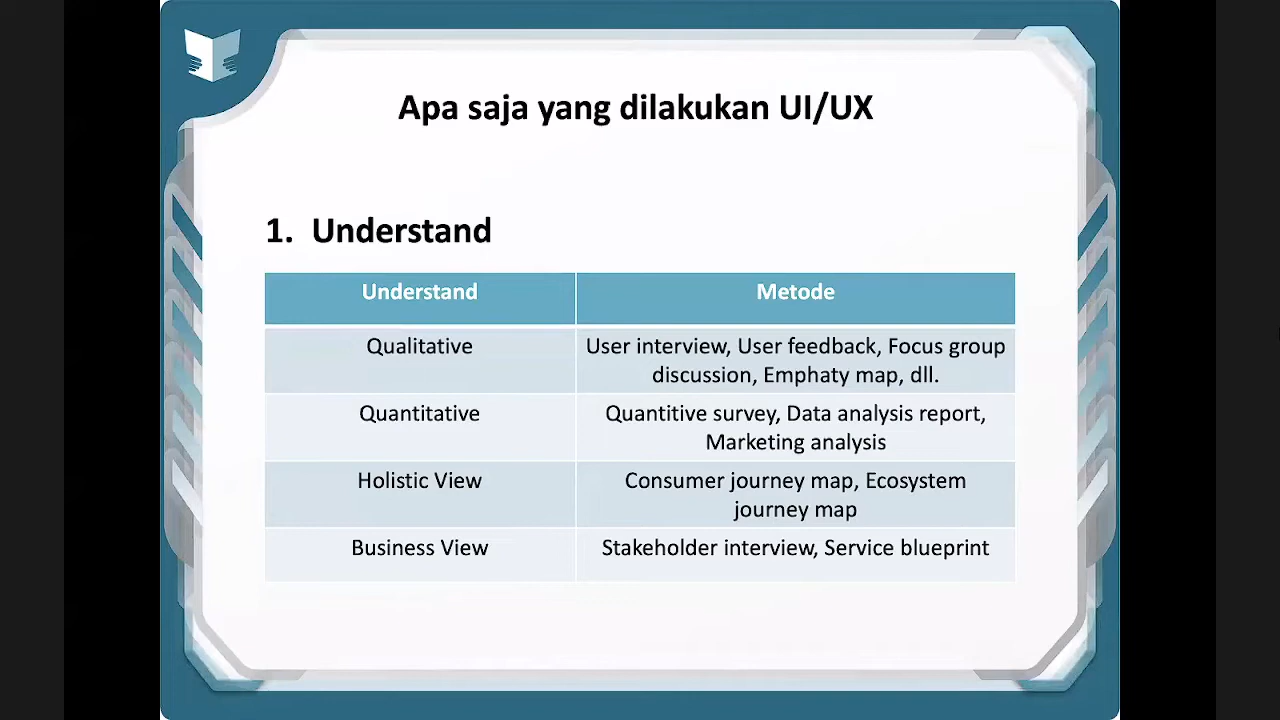 Apa saja yang dilakukan UI/UX
1. Understand
Understand
Metode
Qualitative
User interview, User feedback, Focus group
discussion, Emphaty map, dll.
Quantitative
Quantitive survey, Data analysis report,
Marketing analysis
Holistic View
Consumer journey map, Ecosystem
journey map
Business View
Stakeholder interview, Service blueprint